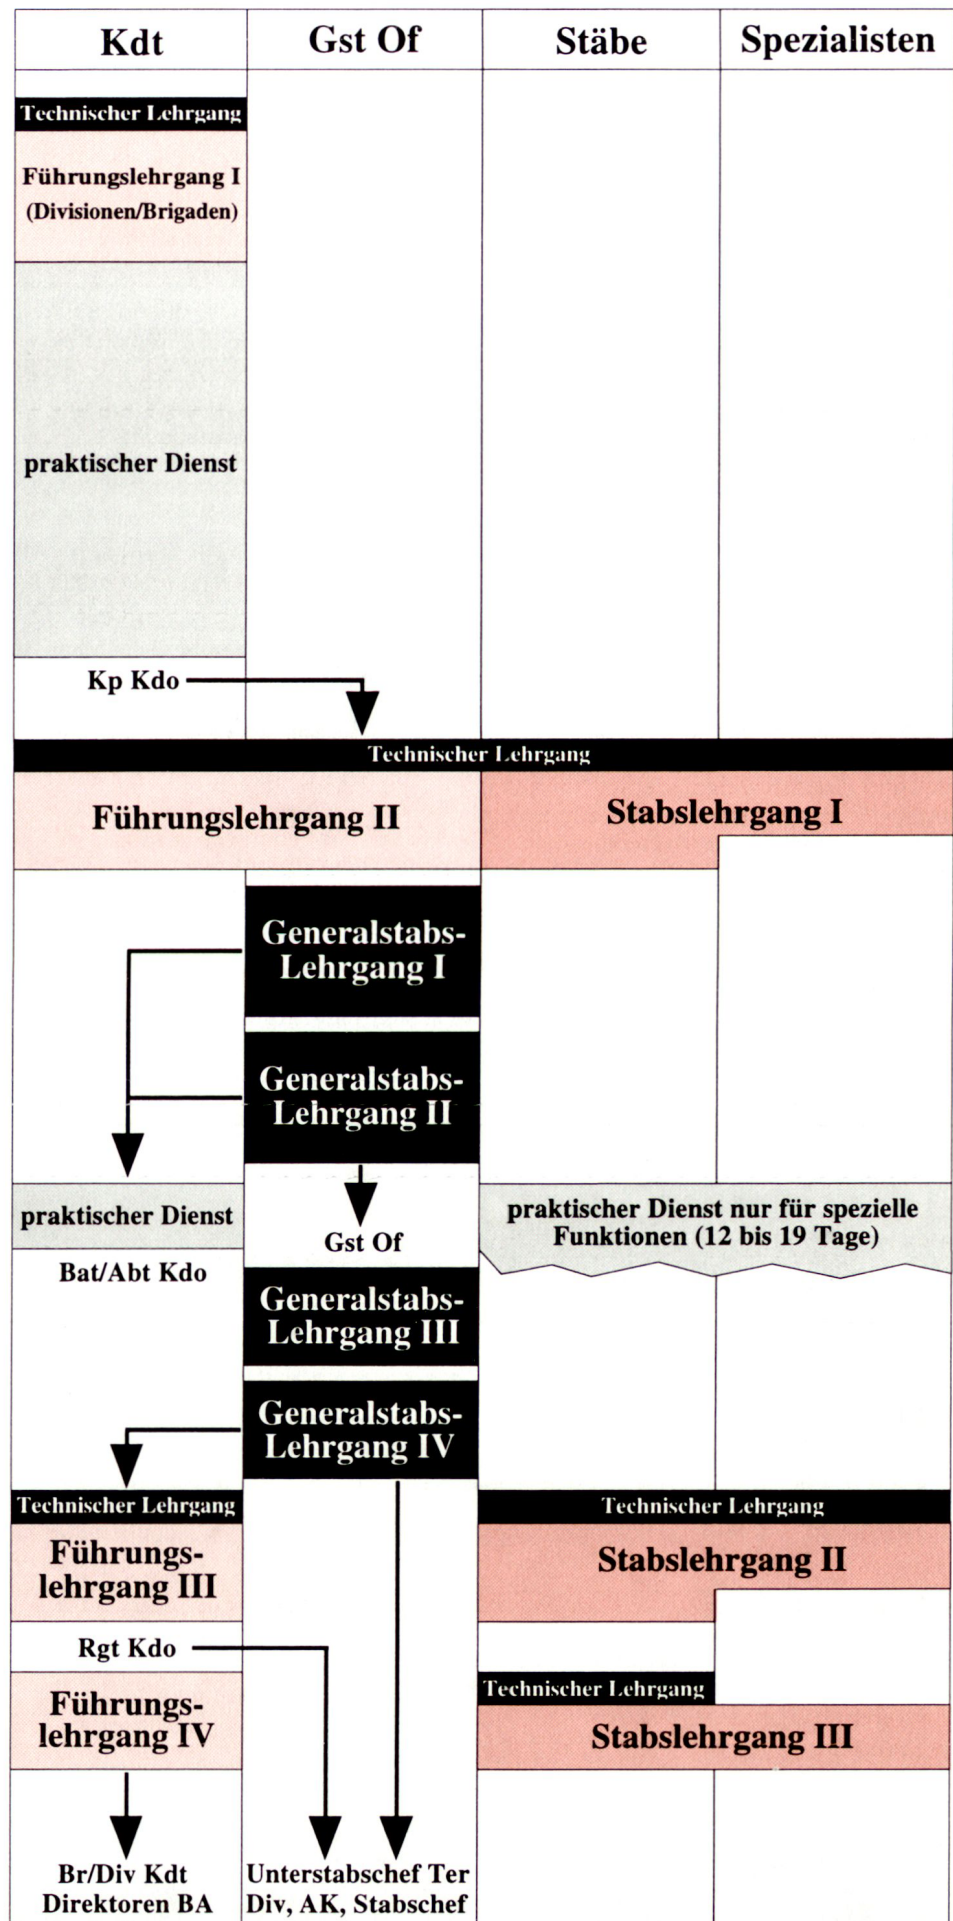 Kdt
Gst Of
Stäbe
Spezialisten
Technischer Lehrgang
Führungslehrgang I
(Divisionen/Brigaden)
praktischer Dienst
Kp Kdo
Technischer Lehrgang
Führungslehrgang II
Stabslehrgang I
Generalstabs-
Lehrgang I
Generalstabs-
Lehrgang II
praktischer Dienst
Gst Of
praktischer Dienst nur für spezielle
Funktionen (12 bis 19 Tage)
Bat/Abt Kdo
Generalstabs-
Lehrgang III
Generalstabs-
Lehrgang IV
Technischer Lehrgang
Technischer Lehrgang
Führungs-
lehrgang III
Stabslehrgang II
Rgt Kdo
Technischer Lehrgang
Führungs-
lehrgang IV
Stabslehrgang III
Br/Div Kdt
Direktoren BA
Unterstabschef Ter
Div, AK, Stabschef